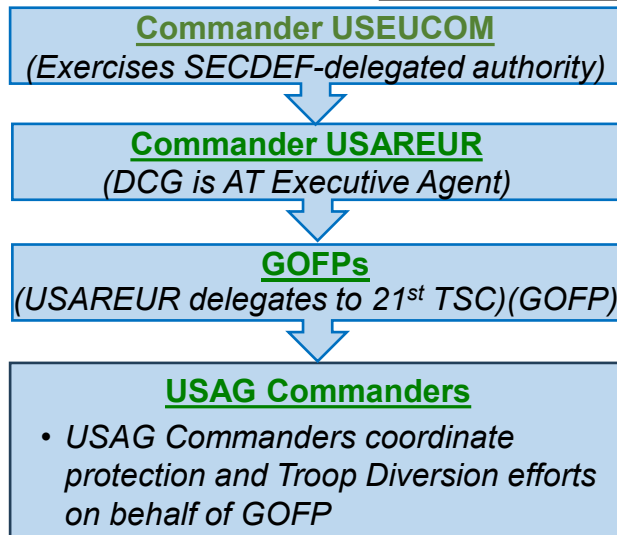 Commander USEUCOM
(Exercises SECDEF-delegated authority)
Commander USAREUR
(DCG is AT Executive Agent)
GOFPs
(USAREUR delegates to 21st TSC)(GOFP)
USAG Commanders
• USAG Commanders coordinate
protection and Troop Diversion efforts
on behalf of GOFP